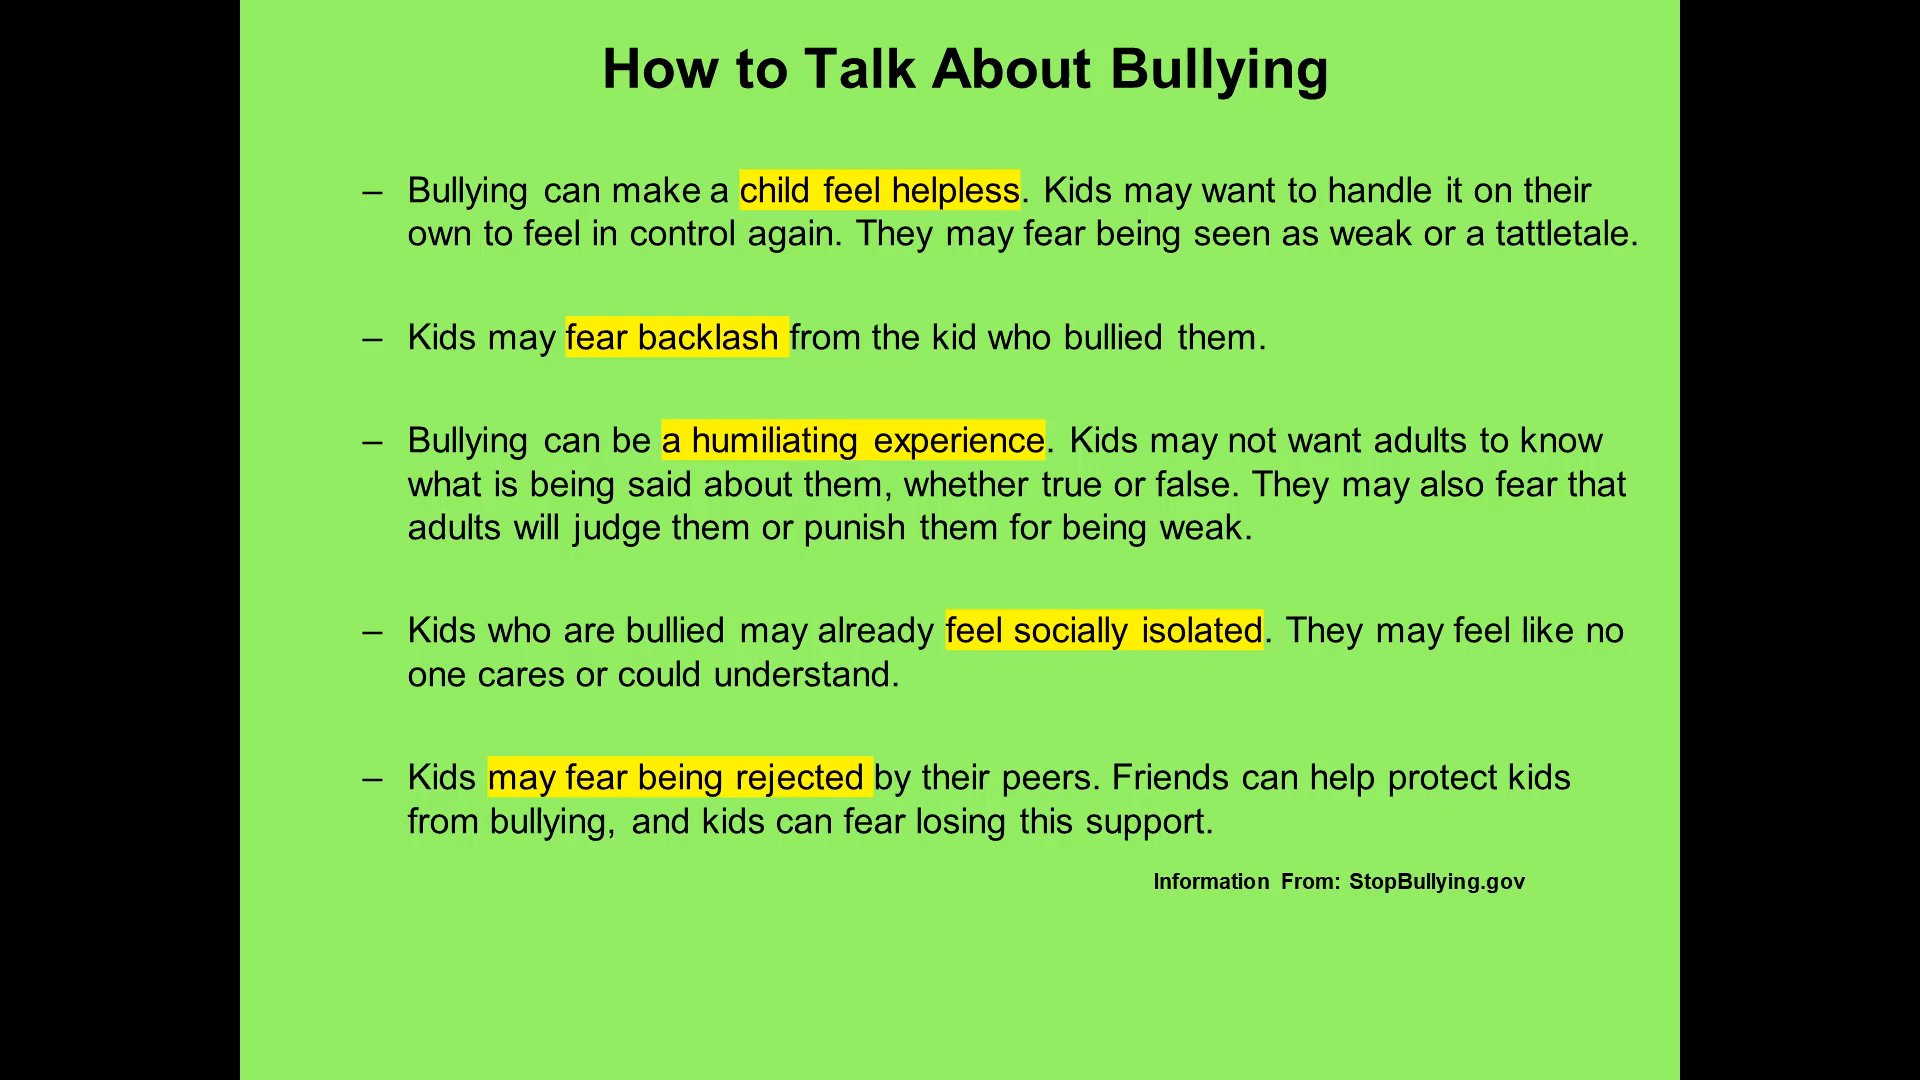 How to Talk About Bullying
– Bullying can make a child feel helpless. Kids may want to handle it on their
own to feel in control again. They may fear being seen as weak or a tattletale.
– Kids may fear backlash from the kid who bullied them.
– Bullying can be a humiliating experience. Kids may not want adults to know
what is being said about them, whether true or false. They may also fear that
adults will judge them or punish them for being weak.
– Kids who are bullied may already feel socially isolated. They may feel like no
one cares or could understand.
– Kids may fear being rejected by their peers. Friends can help protect kids
from bullying, and kids can fear losing this support.
Information From: StopBullying.gov